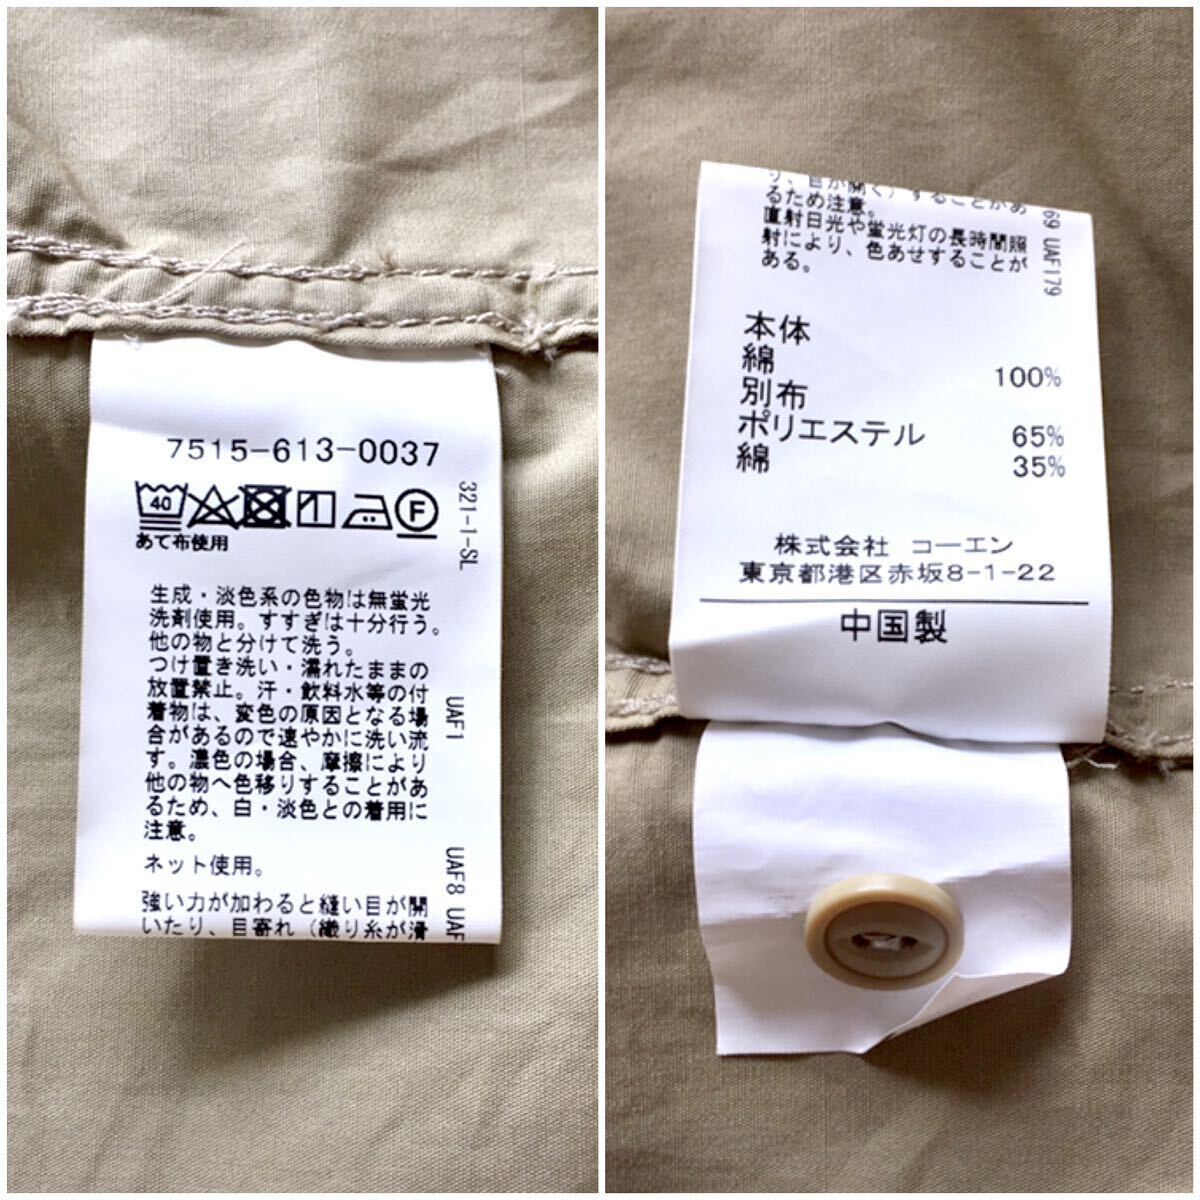 7515-613-0037
40
F
あて布使用
321-1-SL
生成・淡色系の色物は無蛍光
洗剤使用。すすぎは十分行う。
他の物と分けて洗う。
つけ置き洗い・濡れたままの
放置禁止。汗・飲料水等の付
着物は、変色の原因となる場
合があるので速やかに洗い流
す。濃色の場合、摩擦により
他の物へ色移りすることがあ
るため、白・淡色との着用に
注意。
ネット使用。
強い力が加わると縫い目が開
いたり、目寄れ（織り糸が滑
UAF1
UAF8 UAF
り、目が開く）することがあ
るため注意。
直射日光や蛍光灯の長時間照
射により、色あせすることが
ある。
69 UAF179
本体
綿 100%
別布
ポリエステル 65%
綿 35%
株式会社 コーエン
東京都港区赤坂8-1-22
中国製